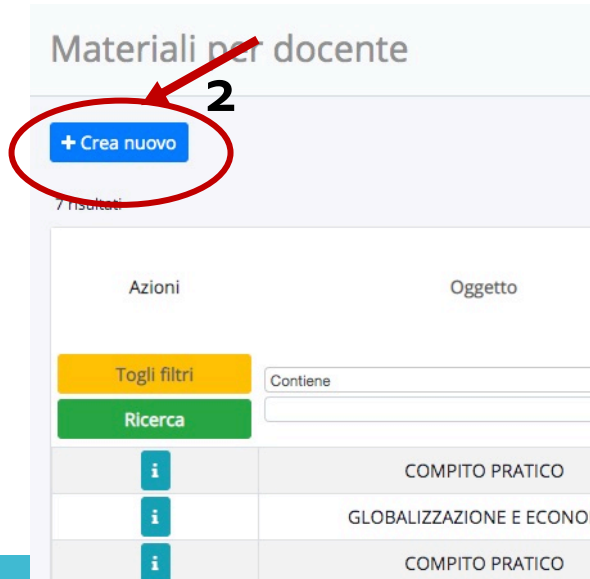 Materiali per docente
2
+ Crea nuovo
7 risultati
Azioni
Oggetto
Togli filtri
Contiene
Ricerca
i
COMPITO PRATICO
i
GLOBALIZZAZIONE E ECONO
i
COMPITO PRATICO